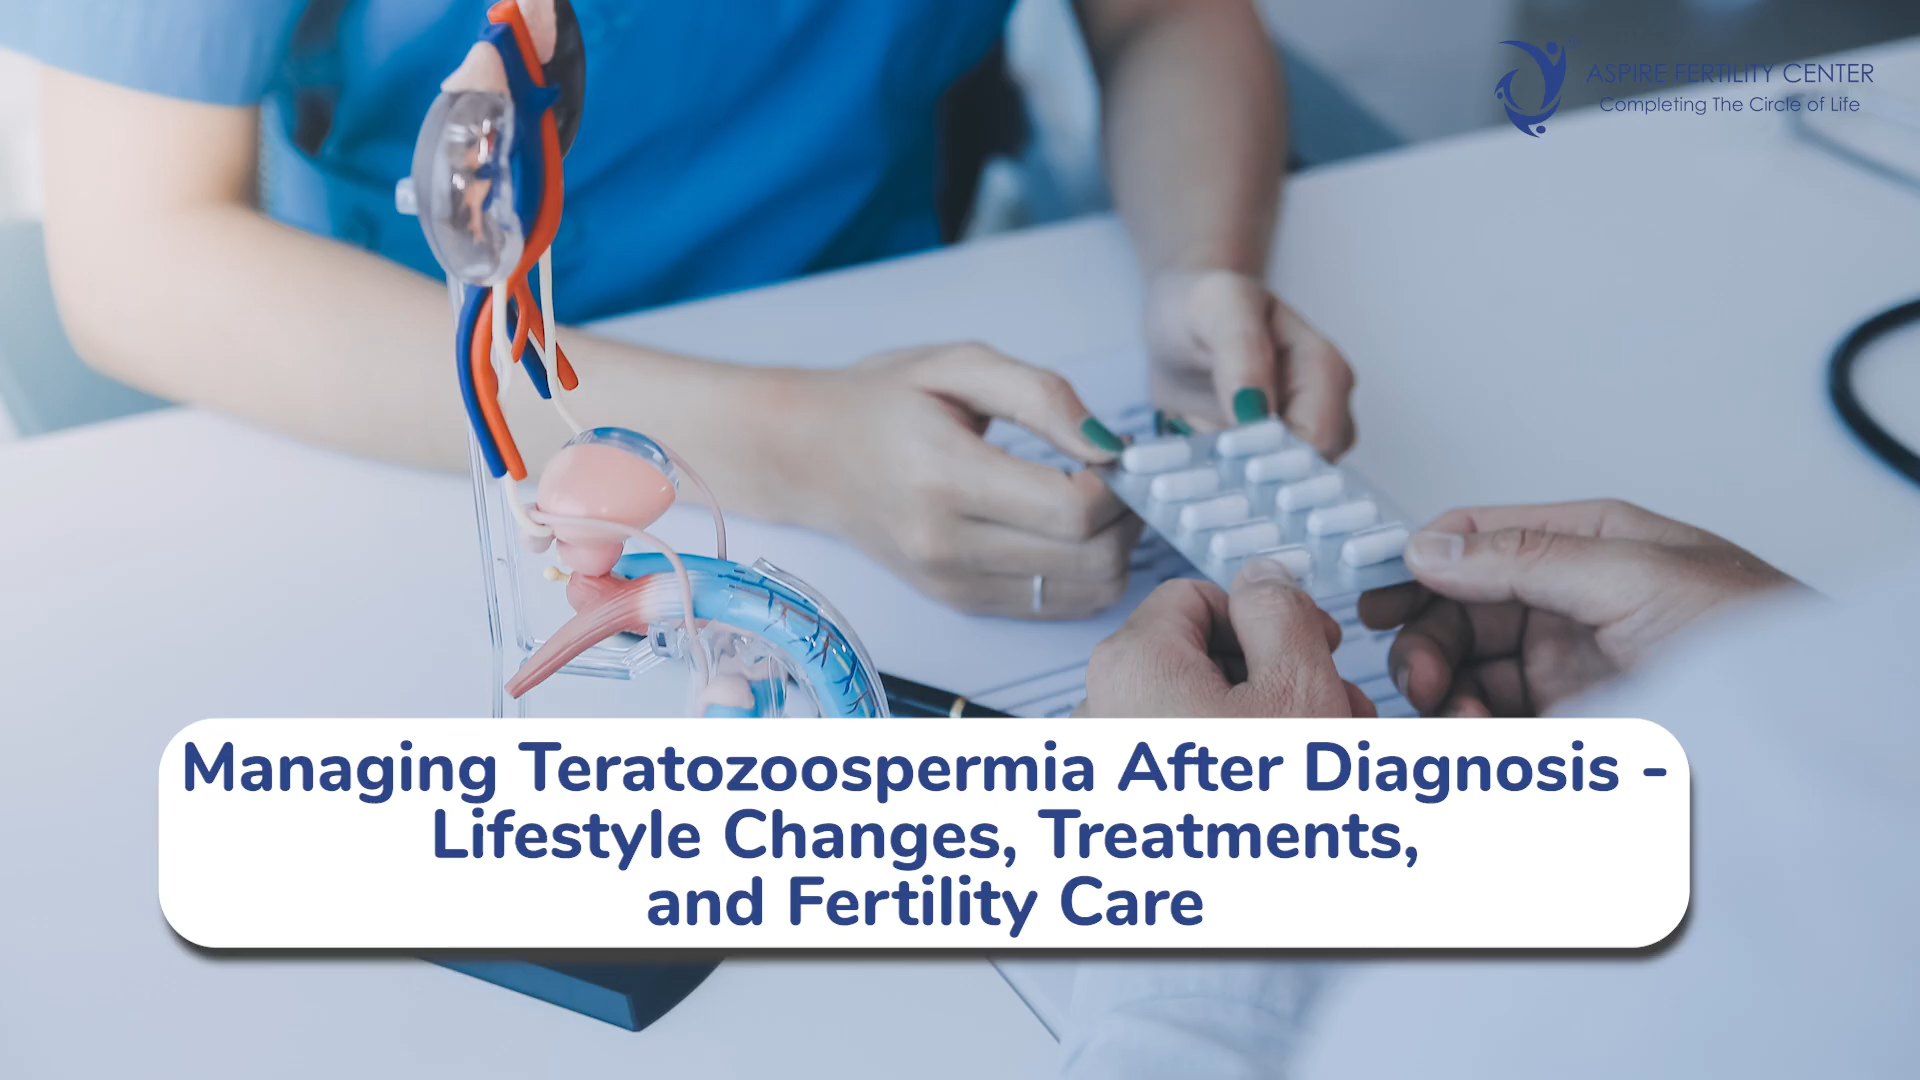 ASPIRE FERTILITY CENTER
Completing The Circle of Life
Managing Teratozoospermia After Diagnosis -
Lifestyle Changes, Treatments,
and Fertility Care